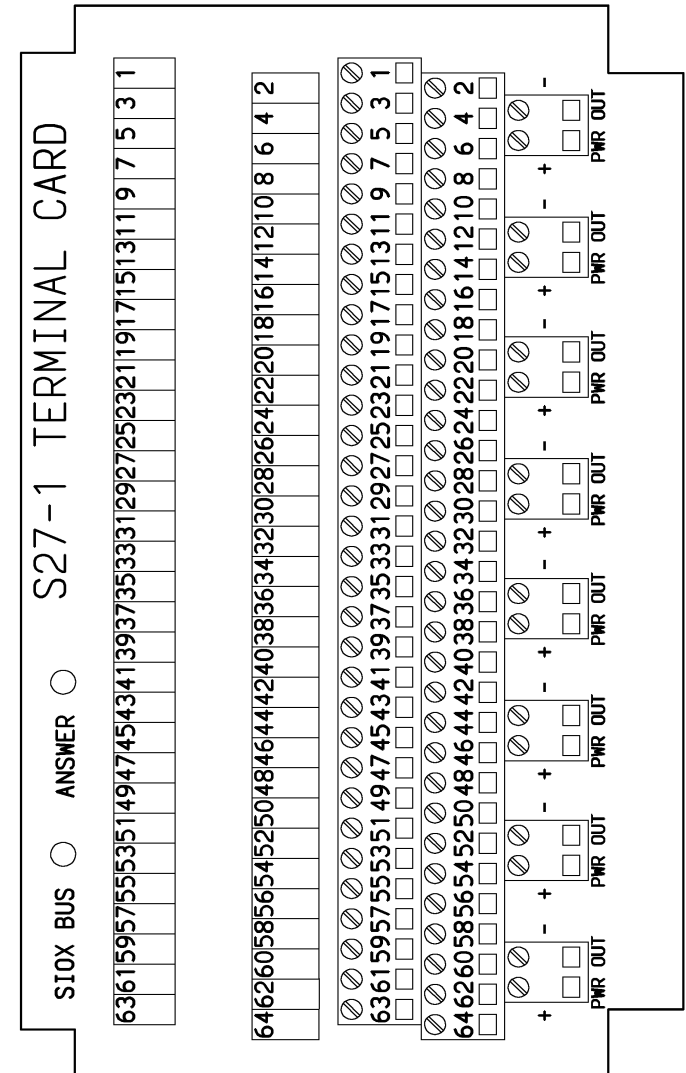 S27-1 TERMINAL CARD
ANSWER
SIOX BUS
1 3 5 7 9 11 13 15 17 19 21 23 25 27 29 31 33 35 37 39 41 43 45 47 49 51 53 55 57 59 61 63
2 4 6 8 10 12 14 16 18 20 22 24 26 28 30 32 34 36 38 40 42 44 46 48 50 52 54 56 58 60 62 64
1 3 5 7 9 11 13 15 17 19 21 23 25 27 29 31 33 35 37 39 41 43 45 47 49 51 53 55 57 59 61 63
2 4 6 8 10 12 14 16 18 20 22 24 26 28 30 32 34 36 38 40 42 44 46 48 50 52 54 56 58 60 62 64
- +
PWR OUT
- +
PWR OUT
- +
PWR OUT
- +
PWR OUT
- +
PWR OUT
- +
PWR OUT
- +
PWR OUT
- +
PWR OUT